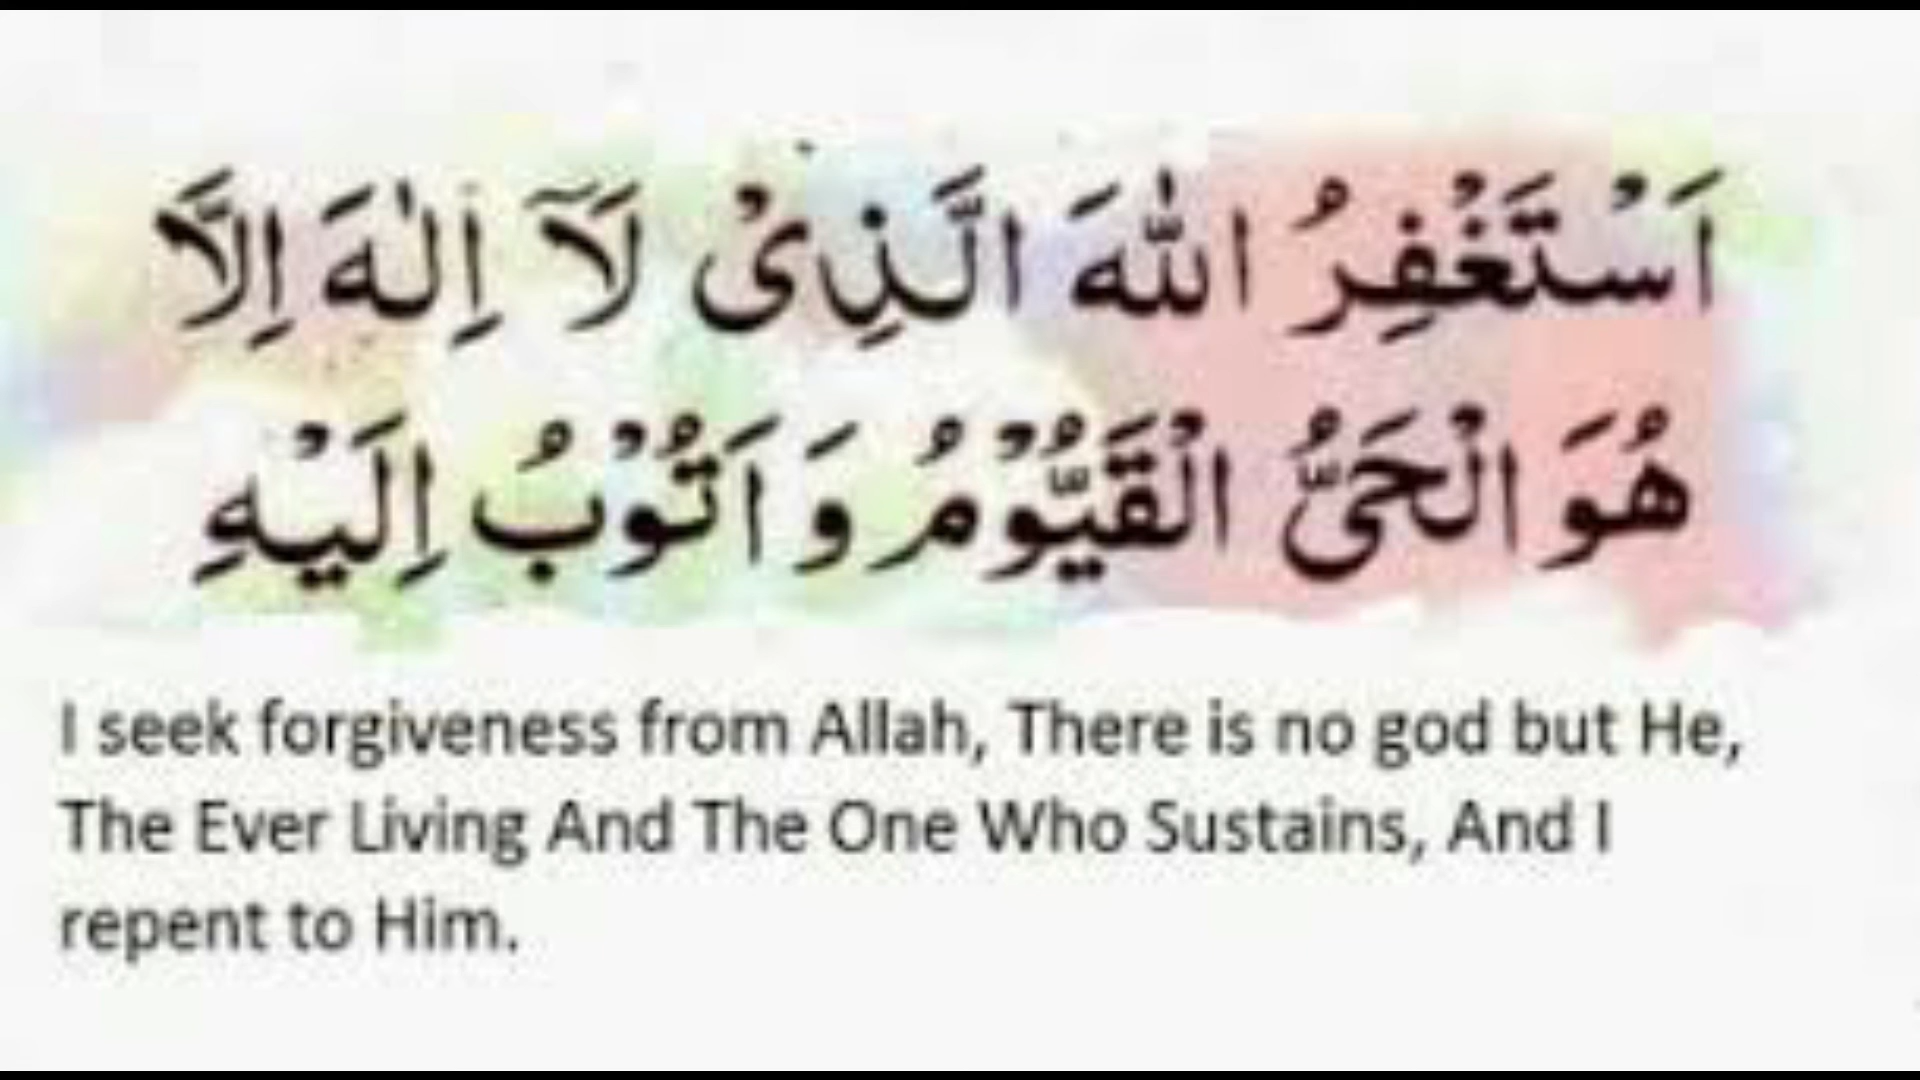 اَسْتَغْفِرُ اللّٰهَ الَّذِىْ لَآ اِلٰهَ اِلَّا
هُوَ الْحَىُّ الْقَيُّوْمُ وَاَتُوْبُ اِلَيْهِ
I seek forgiveness from Allah, There is no god but He,
The Ever Living And The One Who Sustains, And I
repent to Him.